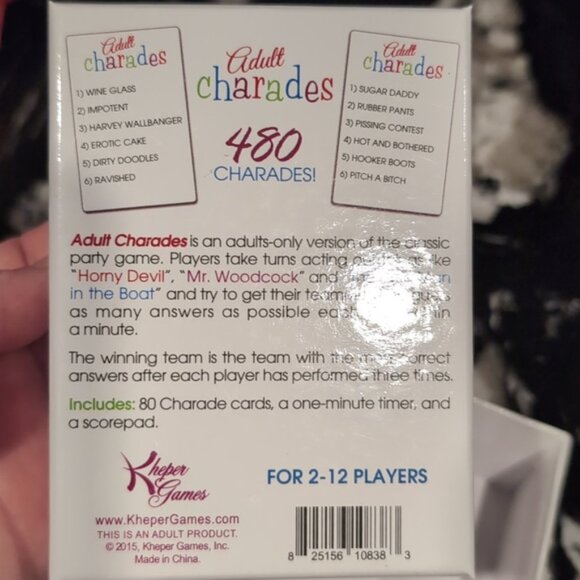 Adult
charades
1) WINE GLASS
2) IMPOTENT
3) HARVEY WALLBANGER
4) EROTIC CAKE
5) DIRTY DOODLES
6) RAVISHED
Adult
charades
480
CHARADES!
Adult
charades
1) SUGAR DADDY
2) RUBBER PANTS
3) PISSING CONTEST
4) HOT AND BOTHERED
5) HOOKER BOOTS
6) PITCH A BITCH
Adult Charades is an adults-only version of the classic
party game. Players take turns acting like
"Horny Devil", "Mr. Woodcock" and
in the Boat" and try to get their team
as many answers as possible each in
a minute.
The winning team is the team with the most correct
answers after each player has performed three times.
Includes: 80 Charade cards, a one-minute timer, and
a scorepad.
Kheper
Games
FOR 2-12 PLAYERS
www.KheperGames.com
THIS IS AN ADULT PRODUCT.
© 2015, Kheper Games, Inc.
Made in China.
8 25156 10838 3